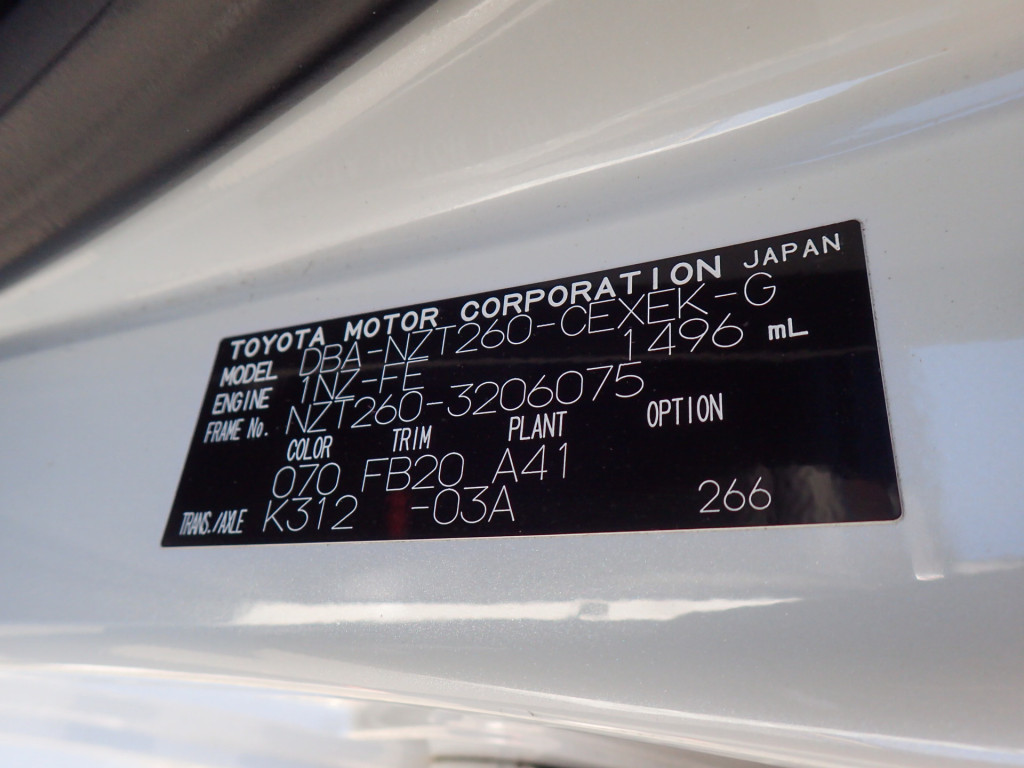 TOYOTA MOTOR CORPORATION JAPAN
MODEL DBA-NZT260-CEXEK-G
ENGINE 1NZ-FE 1496 mL
FRAME No. NZT260-3206075
COLOR TRIM PLANT OPTION
070 FB20 A41
TRANS./AXLE K312 -03A 266